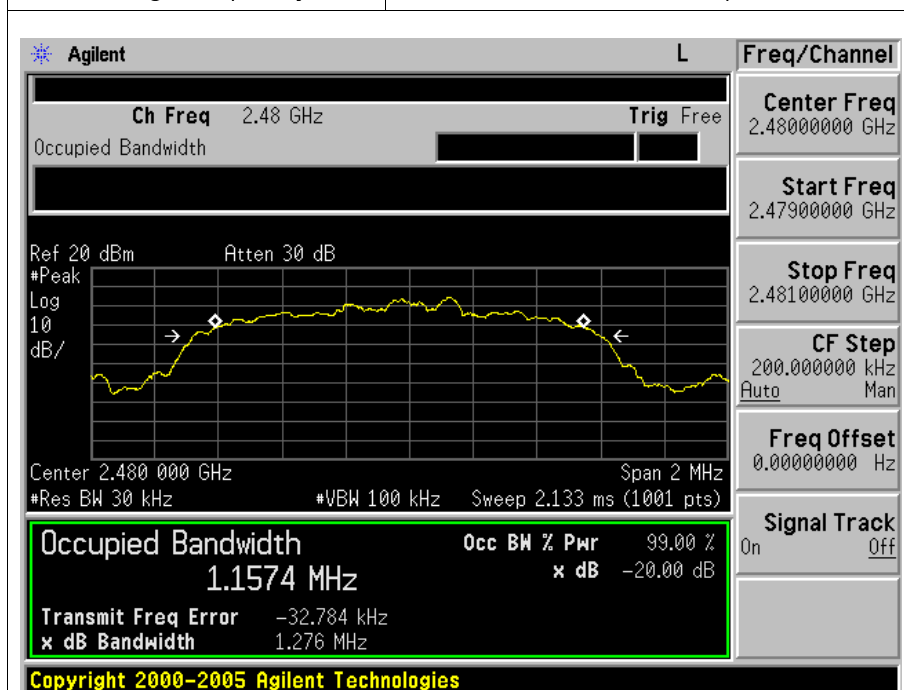 Agilent L Freq/Channel
Ch Freq 2.48 GHz Trig Free
Occupied Bandwidth
Center Freq
2.48000000 GHz
Start Freq
2.47900000 GHz
Stop Freq
2.48100000 GHz
CF Step
200.000000 kHz
Auto Man
Freq Offset
0.00000000 Hz
Signal Track
On Off
Ref 20 dBm Atten 30 dB
#Peak
Log
10
dB/
Center 2.480 000 GHz Span 2 MHz
#Res BW 30 kHz #VBW 100 kHz Sweep 2.133 ms (1001 pts)
Occupied Bandwidth Occ BW % Pwr 99.00 %
1.1574 MHz x dB -20.00 dB
Transmit Freq Error -32.784 kHz
x dB Bandwidth 1.276 MHz
Copyright 2000-2005 Agilent Technologies